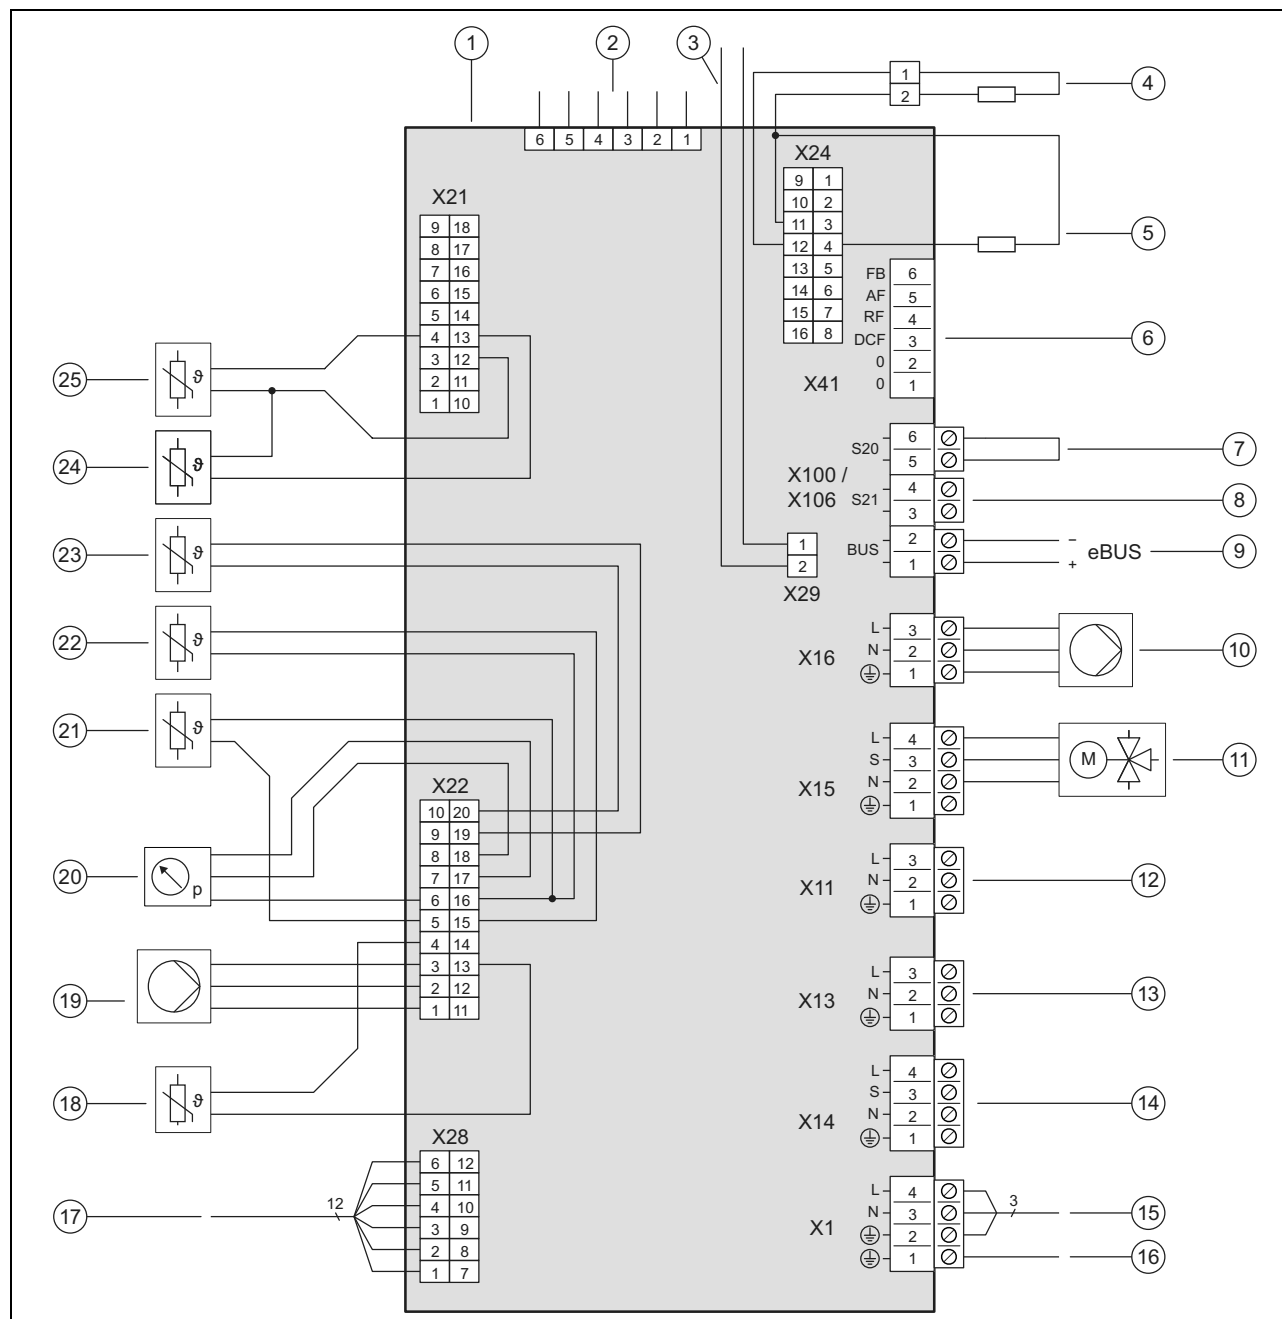 1
2
3
4
5
6
7
8
9
10
11
12
13
14
15
16
17
18
19
20
21
22
23
24
25
6 5 4 3 2 1
1
2
X24
9 1
10 2
11 3
12 4
13 5
14 6
15 7
16 8
X21
9 18
8 17
7 16
6 15
5 14
4 13
3 12
2 11
1 10
FB 6
AF 5
RF 4
DCF 3
0 2
0 1
X41
S20
6
5
X100 /
X106
S21
4
3
BUS
2 −
1 +
eBUS
1
2
X29
X16
L 3
N 2
1
X15
L 4
S 3
N 2
1
M
X11
L 3
N 2
1
X13
L 3
N 2
1
X14
L 4
S 3
N 2
1
X1
L 4
N 3
2
1
3
X22
10 20
9 19
8 18
7 17
6 16
5 15
4 14
3 13
2 12
1 11
X28
6 12
5 11
4 10
3 9
2 8
1 7
12
ϑ
ϑ
ϑ
ϑ
ϑ
p
ϑ